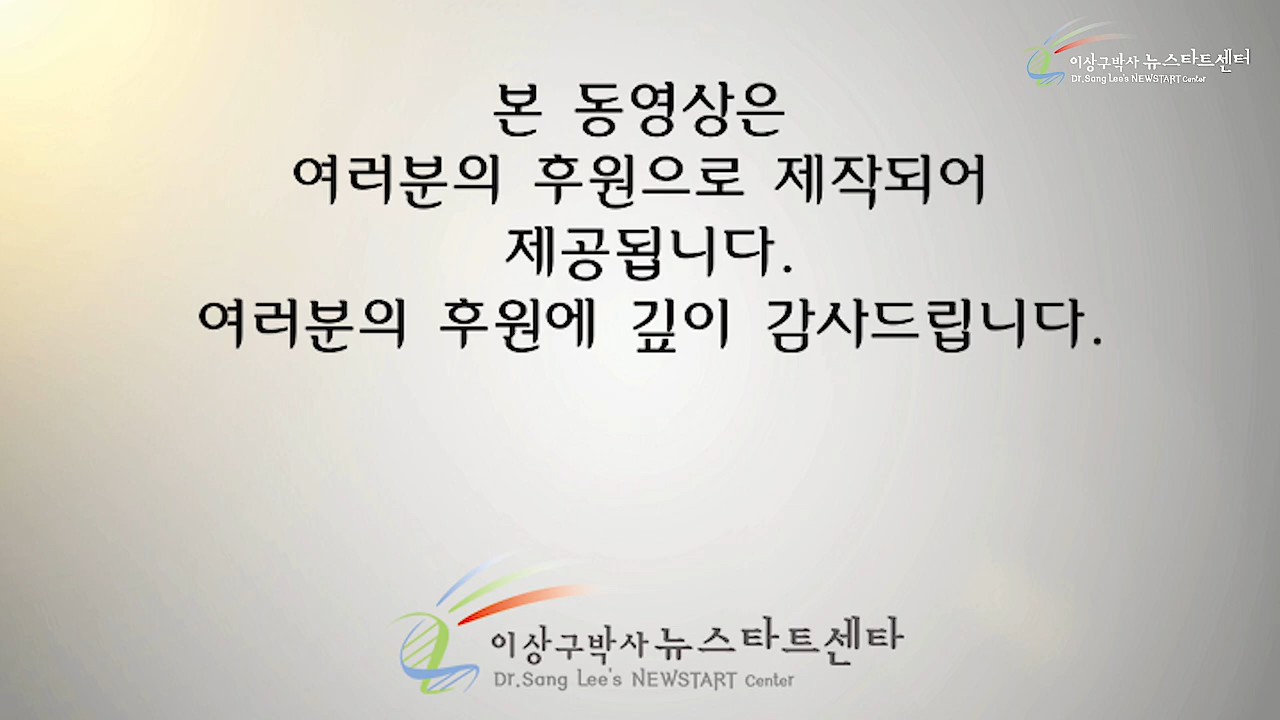 이상구박사 뉴스타트센터
Dr.Sang Lee's NEWSTART Center
본 동영상은
여러분의 후원으로 제작되어
제공됩니다.
여러분의 후원에 깊이 감사드립니다.
이상구박사 뉴스타트센타
Dr.Sang Lee's NEWSTART Center